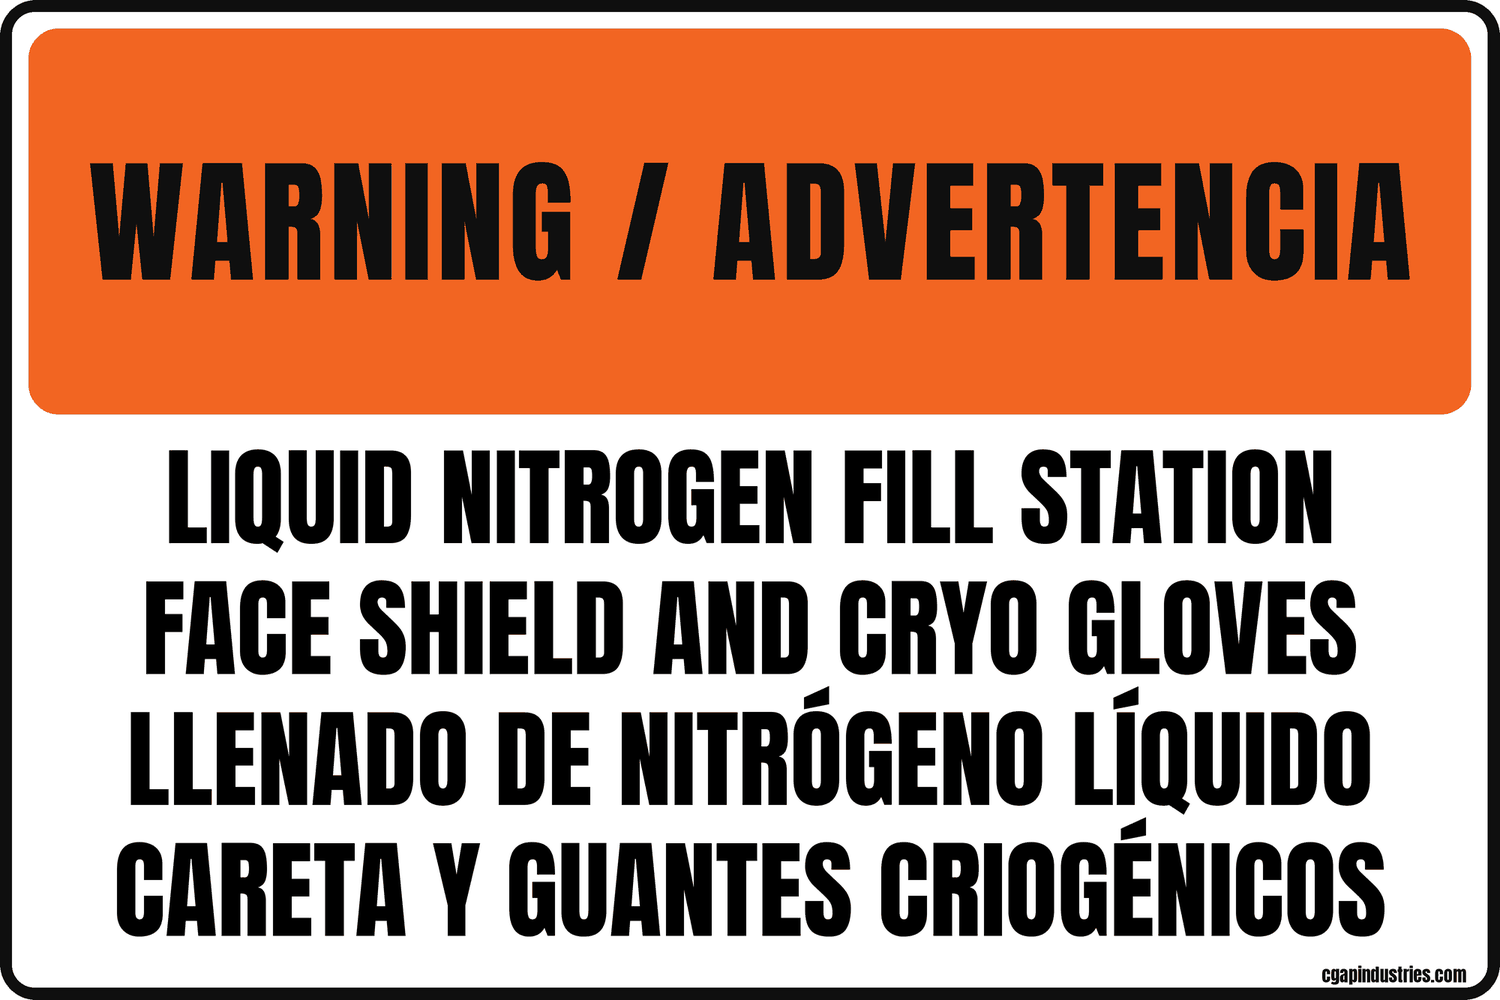 WARNING / ADVERTENCIA
LIQUID NITROGEN FILL STATION
FACE SHIELD AND CRYO GLOVES
LLENADO DE NITRÓGENO LÍQUIDO
CARETA Y GUANTES CRIOGÉNICOS
cgapindustries.com